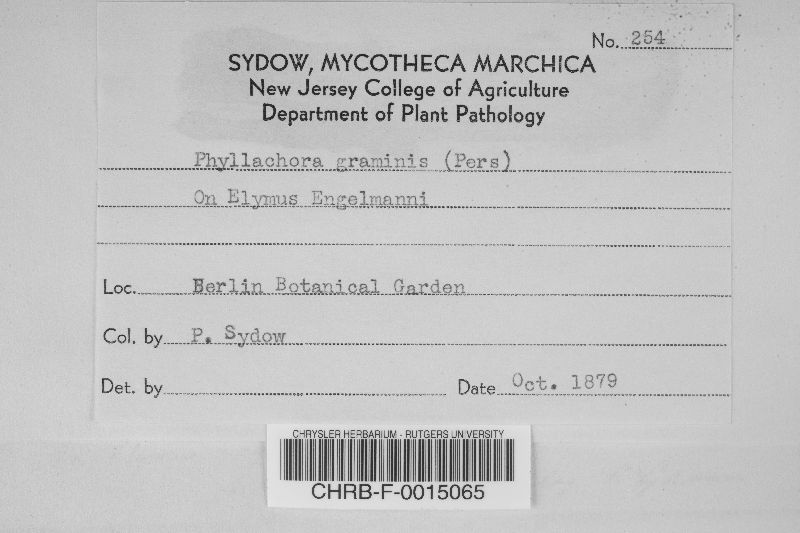 No. 254
SYDOW, MYCOTHECA MARCHICA
New Jersey College of Agriculture
Department of Plant Pathology
Phyllachora graminis (Pers)
On Elymus Engelmanni
Loc. Berlin Botanical Garden
Col. by P. Sydow
Det. by Date Oct. 1879
CHRYSLER HERBARIUM - RUTGERS UNIVERSITY
CHRB-F-0015065